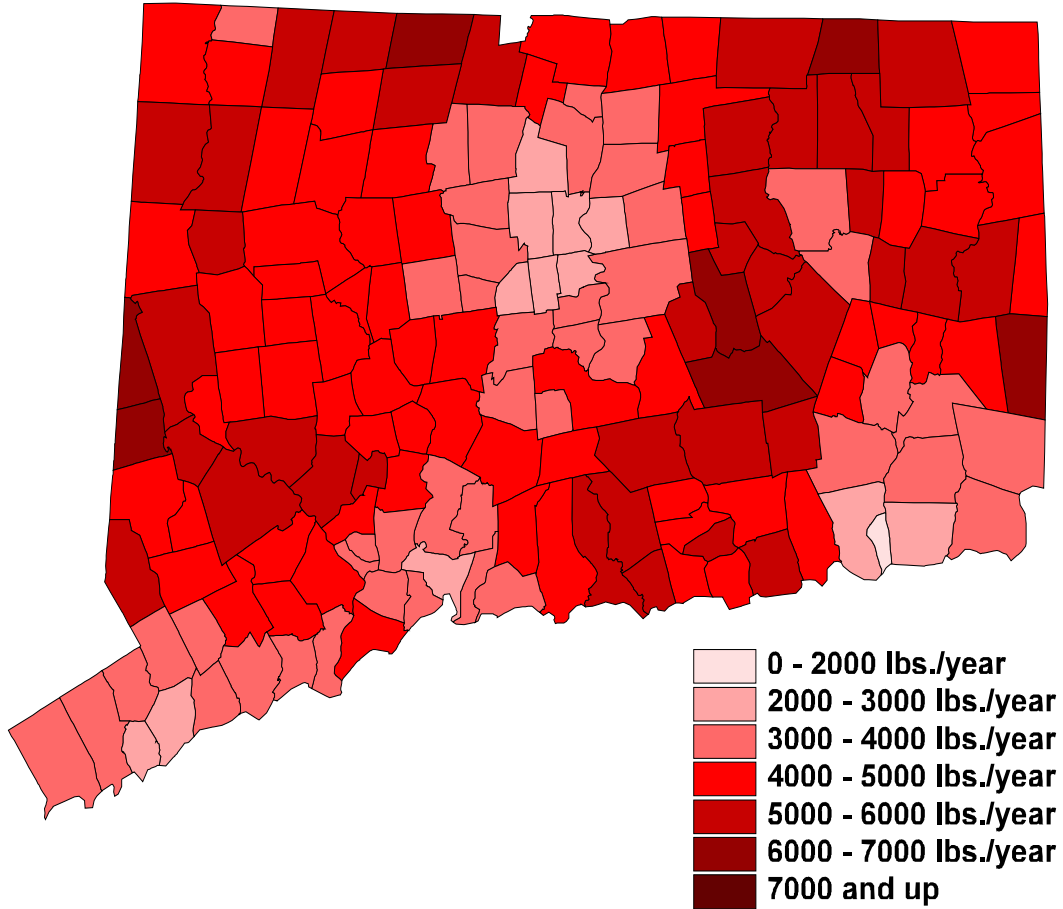 0 - 2000 lbs./year
2000 - 3000 lbs./year
3000 - 4000 lbs./year
4000 - 5000 lbs./year
5000 - 6000 lbs./year
6000 - 7000 lbs./year
7000 and up